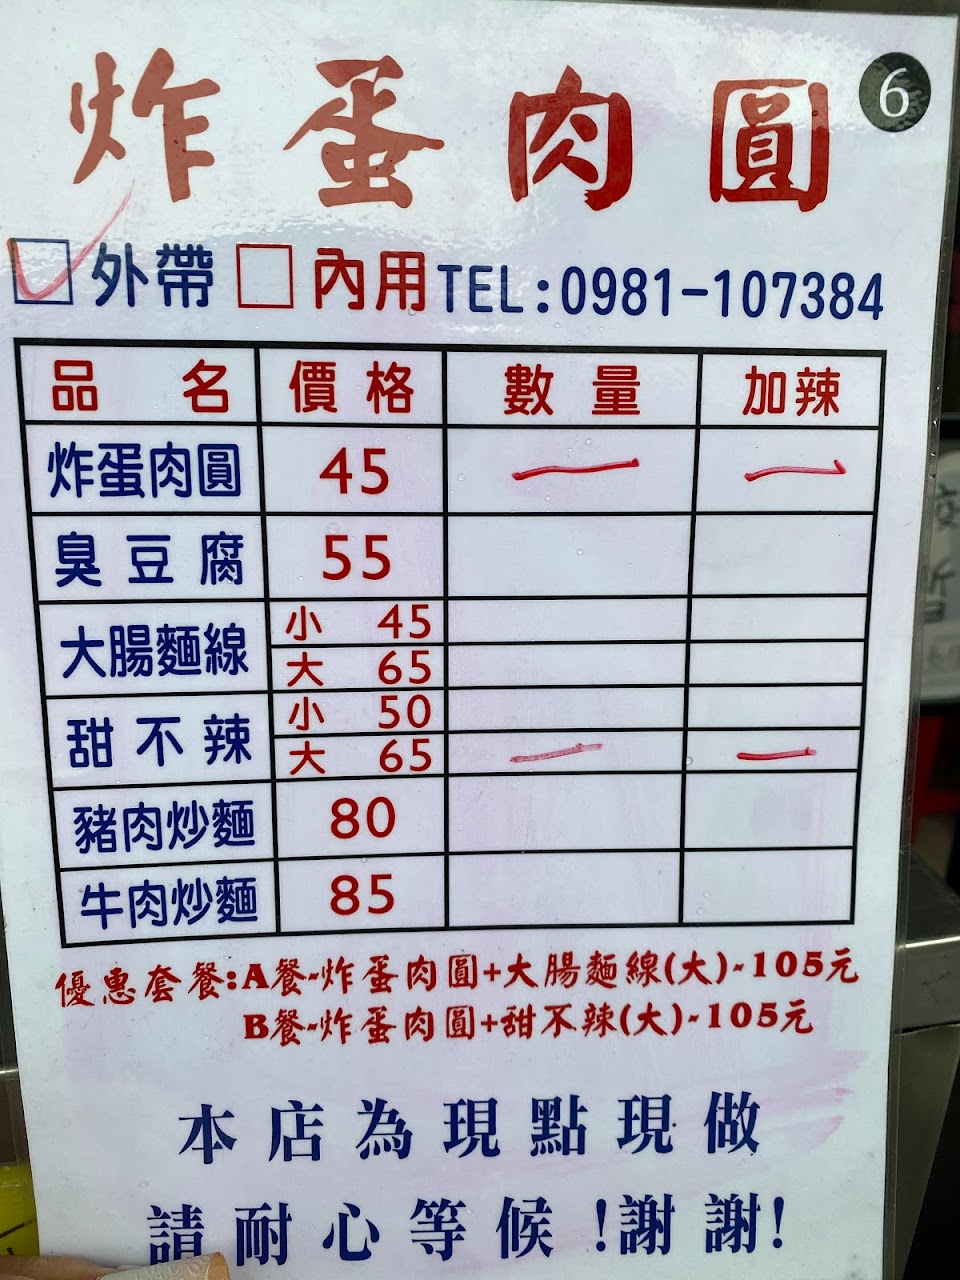 炸蛋肉圓 6
外帶 內用 TEL:0981-107384
品名 價格 數量 加辣
炸蛋肉圓 45 一 一
臭豆腐 55
大腸麵線 小 45
大 65
甜不辣 小 50
大 65 一 一
豬肉炒麵 80
牛肉炒麵 85
優惠套餐:A餐-炸蛋肉圓+大腸麵線(大)-105元
B餐-炸蛋肉圓+甜不辣(大)-105元
本店為現點現做
請耐心等候!謝謝!